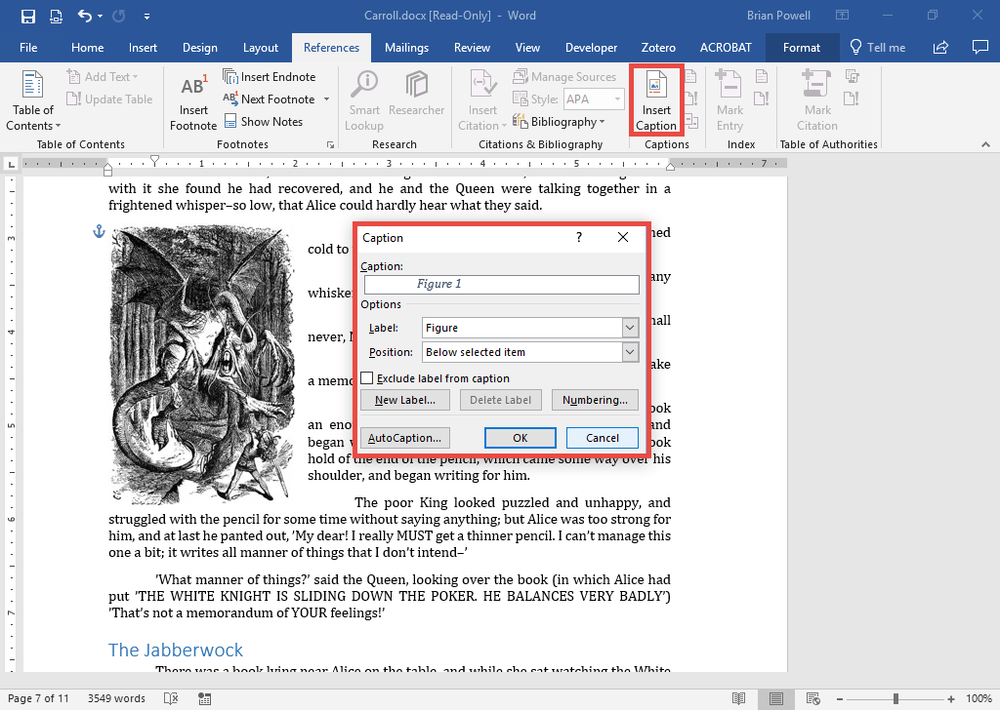 Carroll.docx [Read-Only] - Word
Brian Powell
File Home Insert Design Layout References Mailings Review View Developer Zotero ACROBAT Format Tell me
Table of Contents
Add Text
Update Table
Table of Contents
AB1
Insert Footnote
Insert Endnote
Next Footnote
Show Notes
Footnotes
Smart Lookup
Researcher
Research
Insert Citation
Manage Sources
Style: APA
Bibliography
Citations & Bibliography
Insert Caption
Captions
Mark Entry
Index
Mark Citation
Table of Authorities
L
1 2 3 4 5 7
with it she found he had recovered, and he and the Queen were talking together in a
frightened whisper–so low, that Alice could hardly hear what they said.
ned
cold to
any
whiske
hall
never,
ake
a memo
ook
an eno
and
began
ook
hold of the end of the pencil, which came some way over his
shoulder, and began writing for him.
Caption ?
Caption:
Figure 1
Options
Label: Figure
Position: Below selected item
Exclude label from caption
New Label... Delete Label Numbering...
AutoCaption... OK Cancel
The poor King looked puzzled and unhappy, and
struggled with the pencil for some time without saying anything; but Alice was too strong for
him, and at last he panted out, ’My dear! I really MUST get a thinner pencil. I can’t manage this
one a bit; it writes all manner of things that I don’t intend–’
’What manner of things?’ said the Queen, looking over the book (in which Alice had
put ’THE WHITE KNIGHT IS SLIDING DOWN THE POKER. HE BALANCES VERY BADLY’)
’That’s not a memorandum of YOUR feelings!’
The Jabberwock
There was a book lying near Alice on the table, and while she sat watching the White
3
4
5
6
7
Page 7 of 11 3549 words 100%